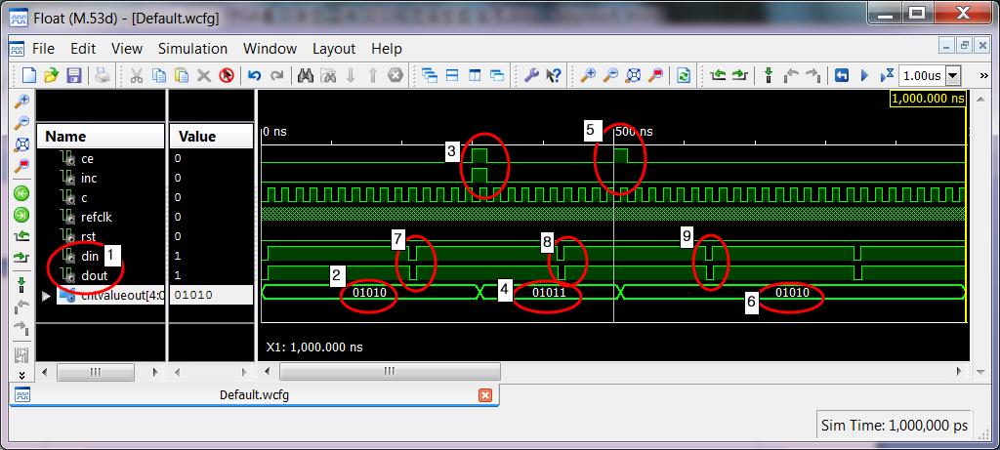 Float (M.53d) - [Default.wcfg]
File Edit View Simulation Window Layout Help
1.00us
»
1,000.000 ns
Name Value
0 ns 5 500 ns
ce 0 3
inc 0
c 0
refclk 0
rst 0 7 8 9
din 1 1
dout 1 2
cntvalueout[4:0 01010 01010 4 01011 6 01010
X1: 1,000.000 ns
Default.wcfg
Sim Time: 1,000,000 ps